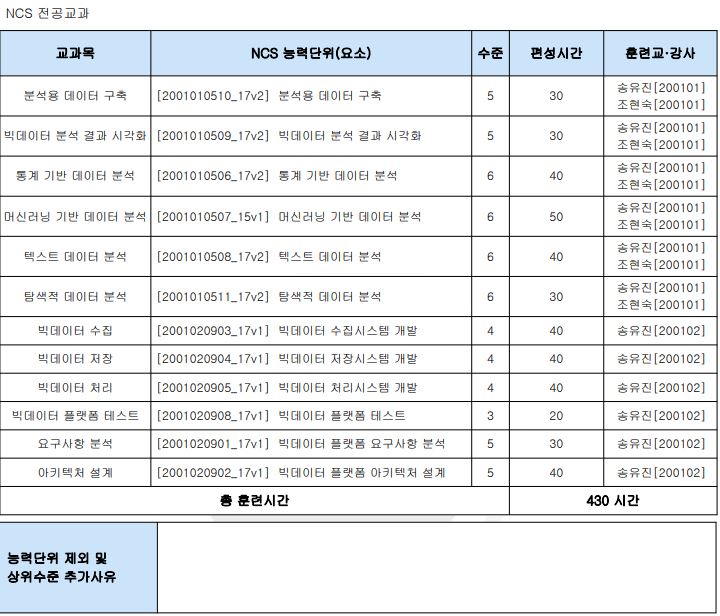 NCS 전공교과
교과목 NCS 능력단위(요소) 수준 편성시간 훈련교·강사
분석용 데이터 구축 [2001010510_17v2] 분석용 데이터 구축 5 30 송유진[200101]
조현숙[200101]
빅데이터 분석 결과 시각화 [2001010509_17v2] 빅데이터 분석 결과 시각화 5 30 송유진[200101]
조현숙[200101]
통계 기반 데이터 분석 [2001010506_17v2] 통계 기반 데이터 분석 6 40 송유진[200101]
조현숙[200101]
머신러닝 기반 데이터 분석 [2001010507_15v1] 머신러닝 기반 데이터 분석 6 50 송유진[200101]
조현숙[200101]
텍스트 데이터 분석 [2001010508_17v2] 텍스트 데이터 분석 6 40 송유진[200101]
조현숙[200101]
탐색적 데이터 분석 [2001010511_17v2] 탐색적 데이터 분석 6 30 송유진[200101]
조현숙[200101]
빅데이터 수집 [2001020903_17v1] 빅데이터 수집시스템 개발 4 40 송유진[200102]
빅데이터 저장 [2001020904_17v1] 빅데이터 저장시스템 개발 4 40 송유진[200102]
빅데이터 처리 [2001020905_17v1] 빅데이터 처리시스템 개발 4 40 송유진[200102]
빅데이터 플랫폼 테스트 [2001020908_17v1] 빅데이터 플랫폼 테스트 3 20 송유진[200102]
요구사항 분석 [2001020901_17v1] 빅데이터 플랫폼 요구사항 분석 5 30 송유진[200102]
아키텍처 설계 [2001020902_17v1] 빅데이터 플랫폼 아키텍처 설계 5 40 송유진[200102]
총 훈련시간 430 시간
능력단위 제외 및
상위수준 추가사유